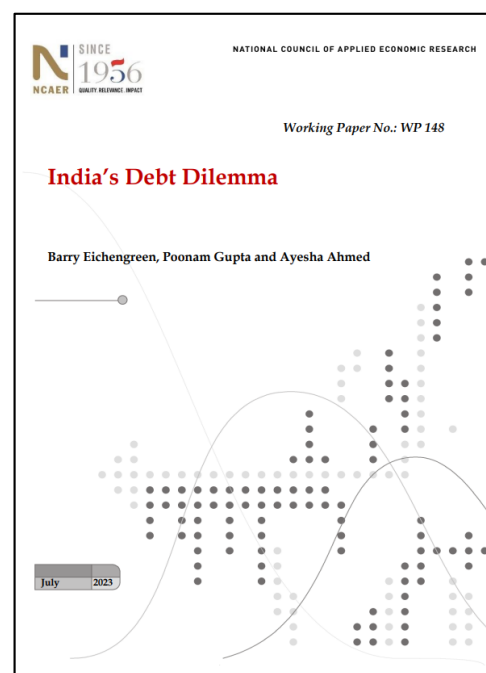 SINCE
1956
NCAER
QUALITY. RELEVANCE. IMPACT
NATIONAL COUNCIL OF APPLIED ECONOMIC RESEARCH
Working Paper No.: WP 148
India's Debt Dilemma
Barry Eichengreen, Poonam Gupta and Ayesha Ahmed
July 2023